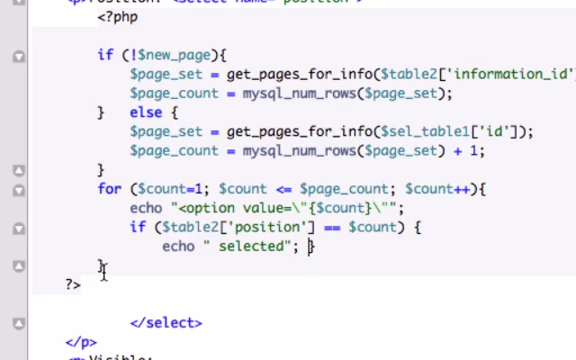 <p>Position: <select name="position">
<?php
if (!$new_page){
$page_set = get_pages_for_info($table2['information_id'
$page_count = mysql_num_rows($page_set);
} else {
$page_set = get_pages_for_info($sel_table1['id']);
$page_count = mysql_num_rows($page_set) + 1;
}
for ($count=1; $count <= $page_count; $count++){
echo "<option value=\"{$count}\"";
if ($table2['position'] == $count) {
echo " selected"; }
}
?>
</select>
</p>
<p>Visible: